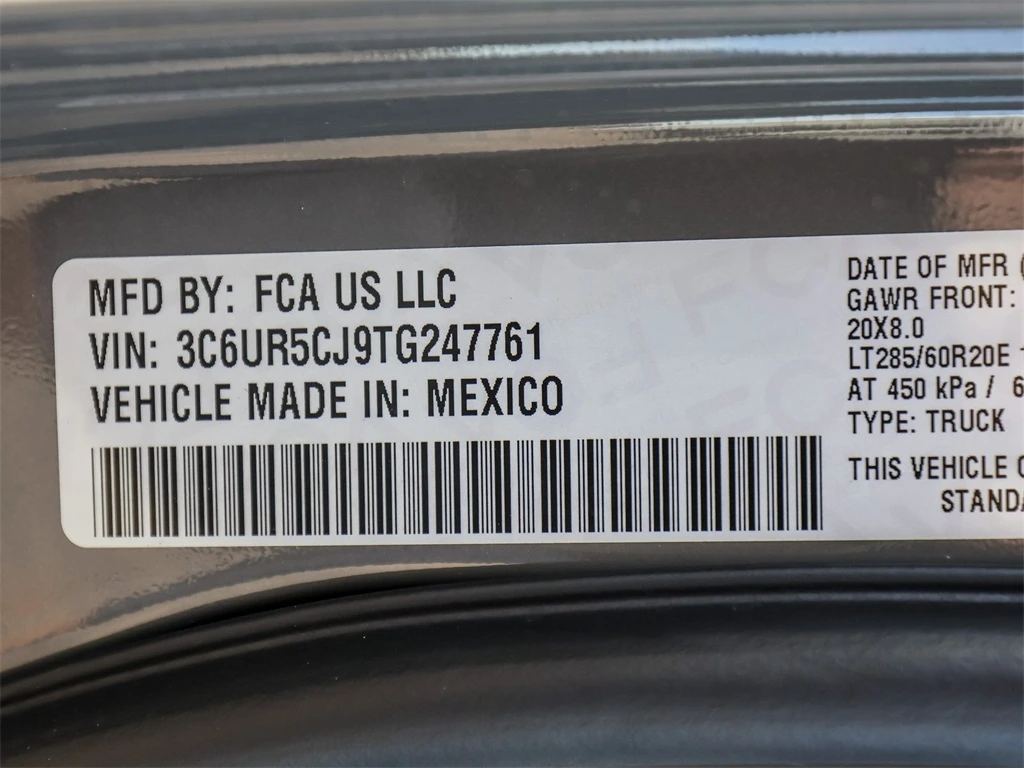 MFD BY: FCA US LLC
VIN: 3C6UR5CJ9TG247761
VEHICLE MADE IN: MEXICO
DATE OF MFR (
GAWR FRONT:
20X8.0
LT285/60R20E
AT 450 kPa / 6
TYPE: TRUCK
THIS VEHICLE
STANDA